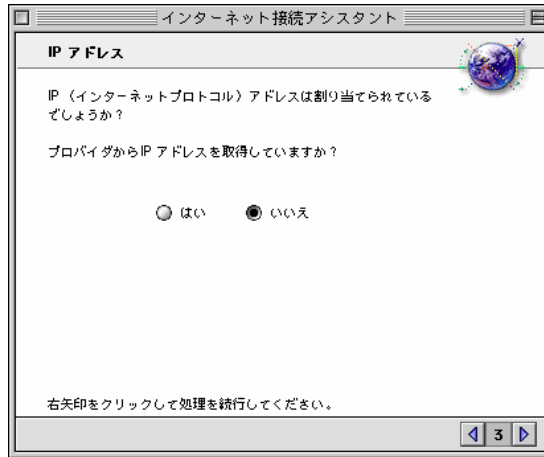 インターネット接続アシスタント
IP アドレス
IP（インターネットプロトコル）アドレスは割り当てられている
でしょうか？
プロバイダからIP アドレスを取得していますか？
はい いいえ
右矢印をクリックして処理を続行してください。
3